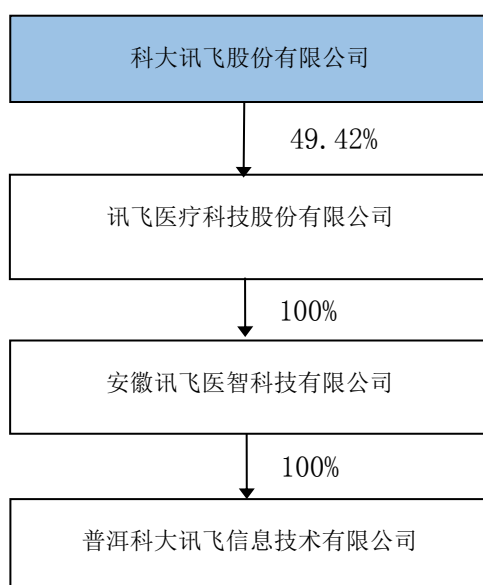 科大讯飞股份有限公司
49.42%
讯飞医疗科技股份有限公司
100%
安徽讯飞医智科技有限公司
100%
普洱科大讯飞信息技术有限公司